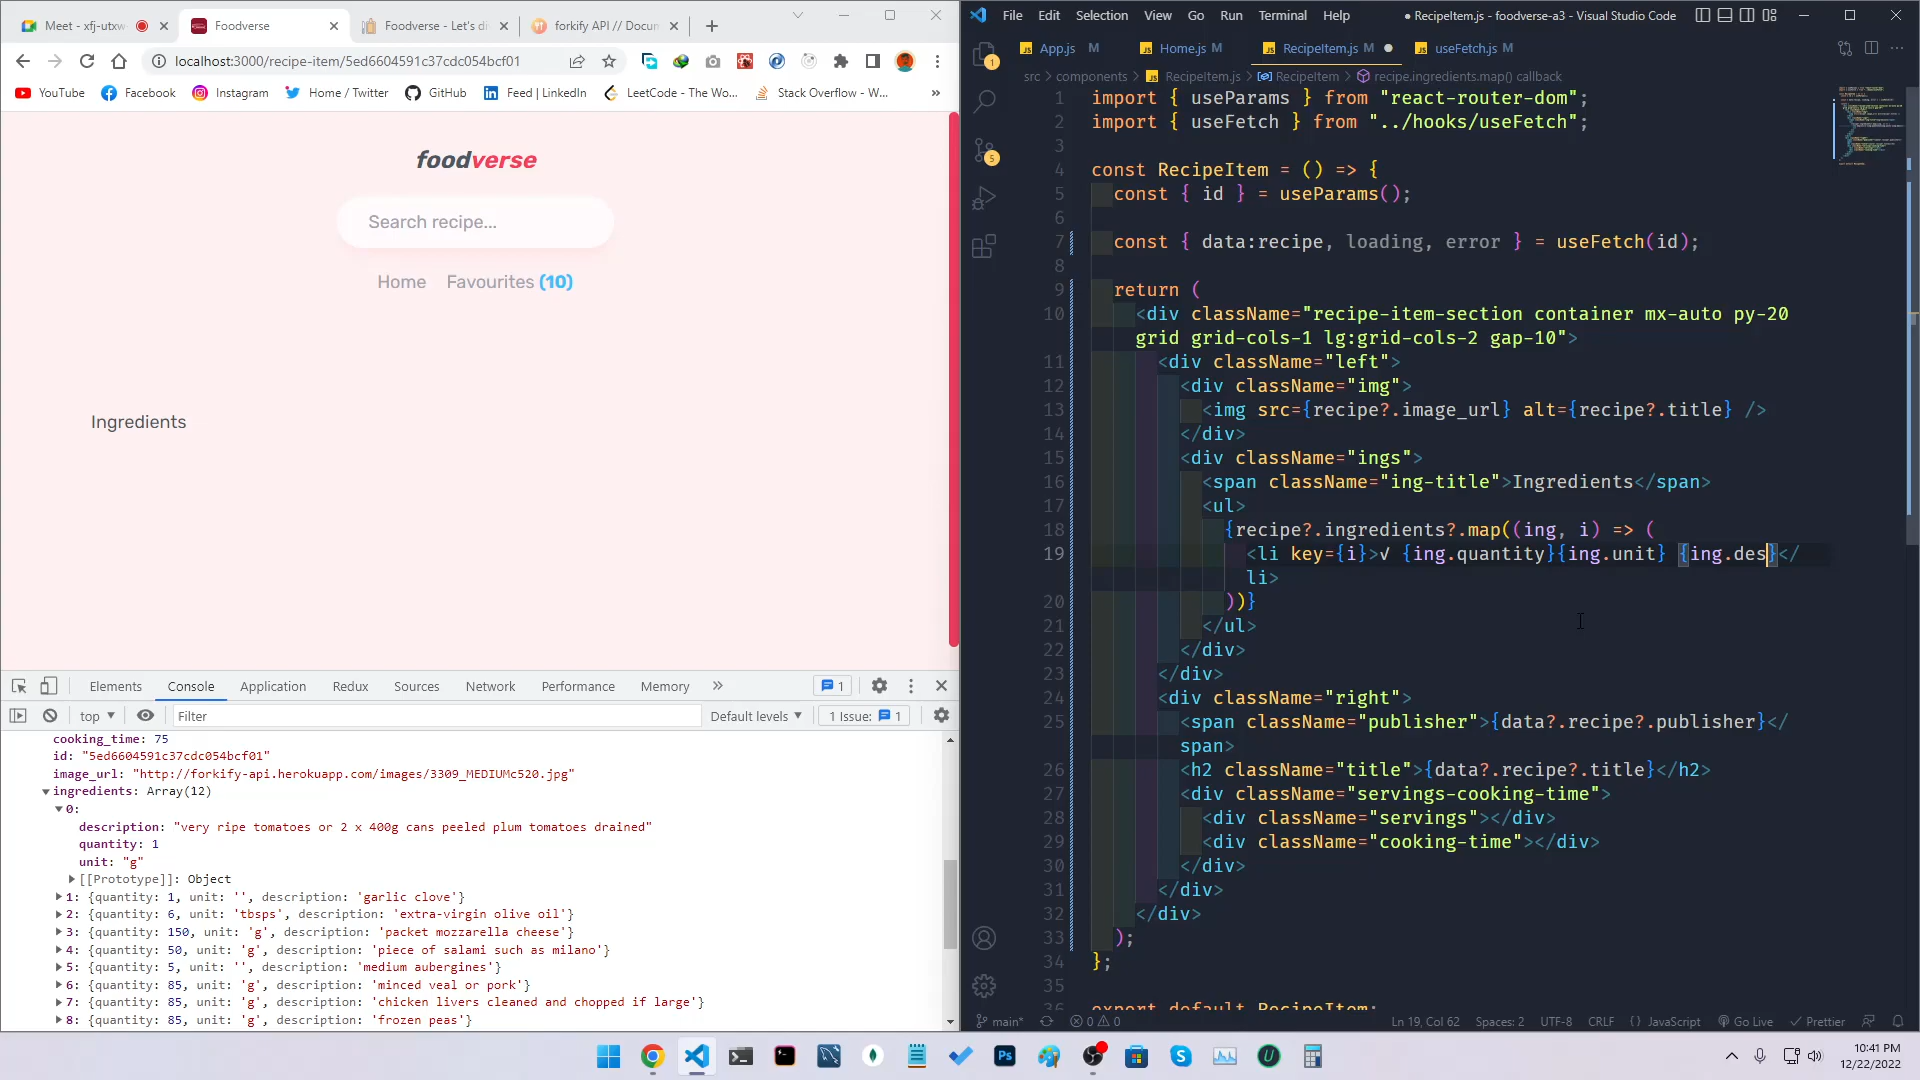 Meet - xfj-utxw
Foodverse
Foodverse - Let's di
forkify API // Docum
localhost:3000/recipe-item/5ed6604591c37cdc054bcf01
YouTube
Facebook
Instagram
Home / Twitter
GitHub
Feed | LinkedIn
LeetCode - The Wo...
Stack Overflow - W...
»
foodverse
Search recipe...
Home
Favourites (10)
Ingredients
Elements
Console
Application
Redux
Sources
Network
Performance
Memory
»
1
top
Filter
Default levels
1 Issue: 1
cooking_time: 75
id: "5ed6604591c37cdc054bcf01"
image_url: "http://forkify-api.herokuapp.com/images/3309_MEDIUMc520.jpg"
ingredients: Array(12)
0:
description: "very ripe tomatoes or 2 x 400g cans peeled plum tomatoes drained"
quantity: 1
unit: "g"
[[Prototype]]: Object
1: {quantity: 1, unit: '', description: 'garlic clove'}
2: {quantity: 6, unit: 'tbsps', description: 'extra-virgin olive oil'}
3: {quantity: 150, unit: 'g', description: 'packet mozzarella cheese'}
4: {quantity: 50, unit: 'g', description: 'piece of salami such as milano'}
5: {quantity: 5, unit: '', description: 'medium aubergines'}
6: {quantity: 85, unit: 'g', description: 'minced veal or pork'}
7: {quantity: 85, unit: 'g', description: 'chicken livers cleaned and chopped if large'}
8: {quantity: 85, unit: 'g', description: 'frozen peas'}
File Edit Selection View Go Run Terminal Help
● RecipeItem.js - foodverse-a3 - Visual Studio Code
App.js M
Home.js M
RecipeItem.js M ●
useFetch.js M
src > components > RecipeItem.js > RecipeItem > recipe.ingredients.map() callback
1
5
1 import { useParams } from "react-router-dom";
2 import { useFetch } from "../hooks/useFetch";
3
4 const RecipeItem = () => {
5 const { id } = useParams();
6
7 const { data:recipe, loading, error } = useFetch(id);
8
9 return (
10 <div className="recipe-item-section container mx-auto py-20
grid grid-cols-1 lg:grid-cols-2 gap-10">
11 <div className="left">
12 <div className="img">
13 <img src={recipe?.image_url} alt={recipe?.title} />
14 </div>
15 <div className="ings">
16 <span className="ing-title">Ingredients</span>
17 <ul>
18 {recipe?.ingredients?.map((ing, i) => (
19 <li key={i}>√ {ing.quantity}{ing.unit} {ing.des}</
li>
20 ))}
21 </ul>
22 </div>
23 </div>
24 <div className="right">
25 <span className="publisher">{data?.recipe?.publisher}</
span>
26 <h2 className="title">{data?.recipe?.title}</h2>
27 <div className="servings-cooking-time">
28 <div className="servings"></div>
29 <div className="cooking-time"></div>
30 </div>
31 </div>
32 </div>
33 );
34 };
35
36 export default RecipeItem;
main*
0 0
Ln 19, Col 62
Spaces: 2
UTF-8
CRLF
{ } JavaScript
Go Live
Prettier
10:41 PM
12/22/2022